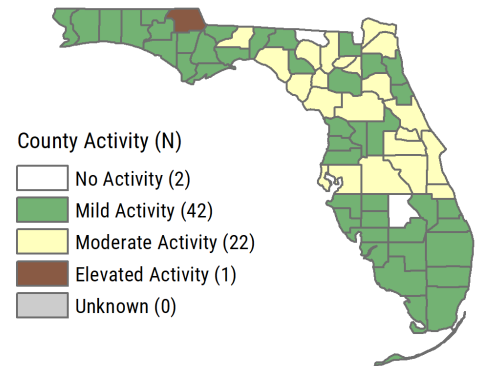 County Activity (N)
No Activity (2)
Mild Activity (42)
Moderate Activity (22)
Elevated Activity (1)
Unknown (0)